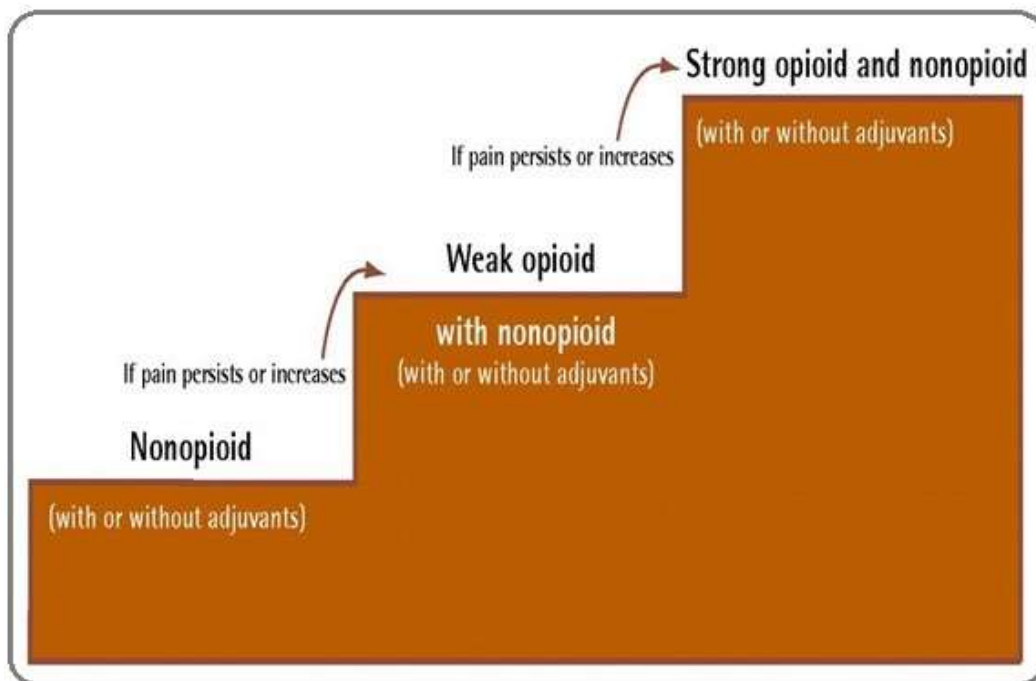 Strong opioid and nonopioid
(with or without adjuvants)
If pain persists or increases
Weak opioid
with nonopioid
(with or without adjuvants)
If pain persists or increases
Nonopioid
(with or without adjuvants)